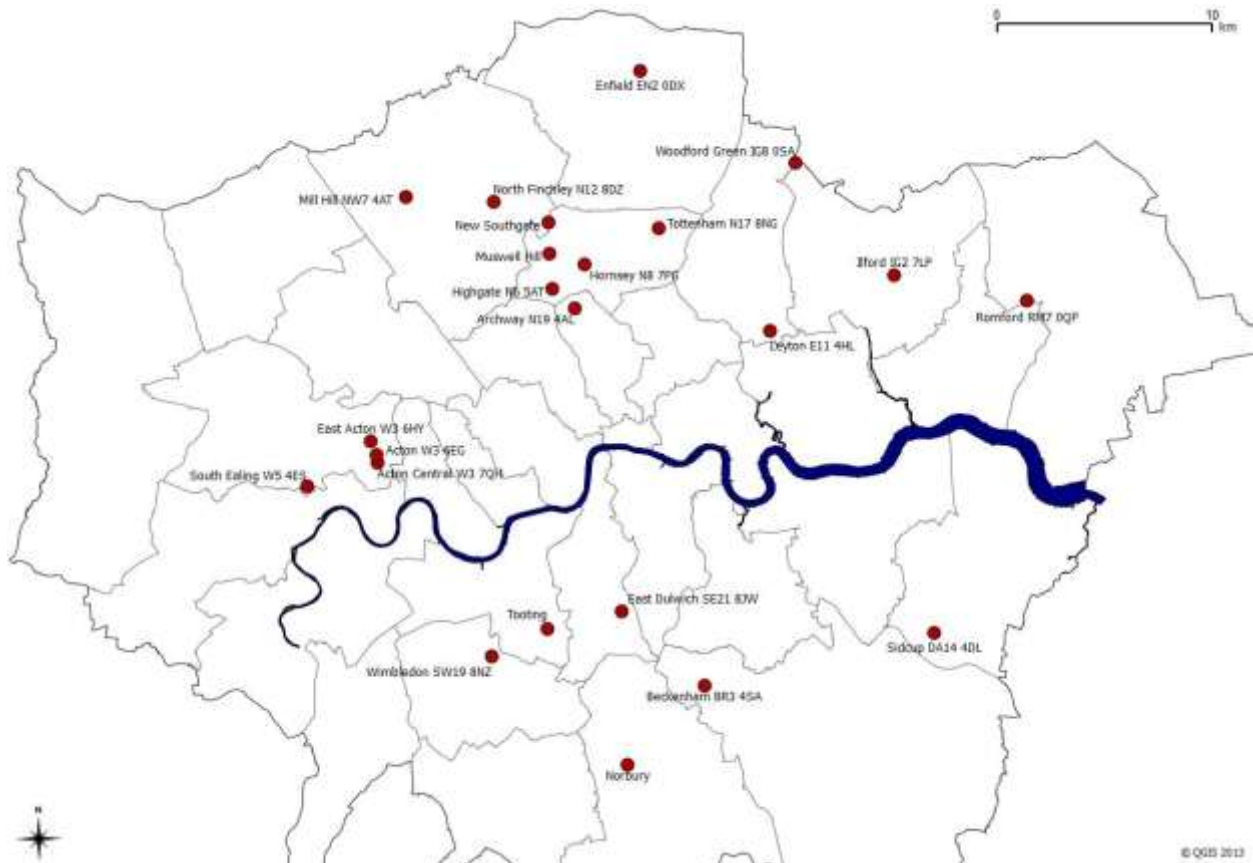 0 10
km
Enfield EN2 0DX
Woodford Green IG8 0SA
North Finchley N12 8DZ
Mill Hill NW7 4AT
New Southgate
Tottenham N17 8NG
Muswell Hill
Hornsey N8 7PG
Ilford IG2 7LP
Highgate N6 5AT
Romford RM7 0QP
Archway N19 4AL
Leyton E11 4HL
East Acton W3 6HY
Acton W3 6EG
Acton Central W3 7QH
South Ealing W5 4ES
East Dulwich SE21 8JW
Tooting
Sidcup DA14 4DL
Wimbledon SW19 8NZ
Beckenham BR3 4SA
Norbury
N
© QGIS 2013